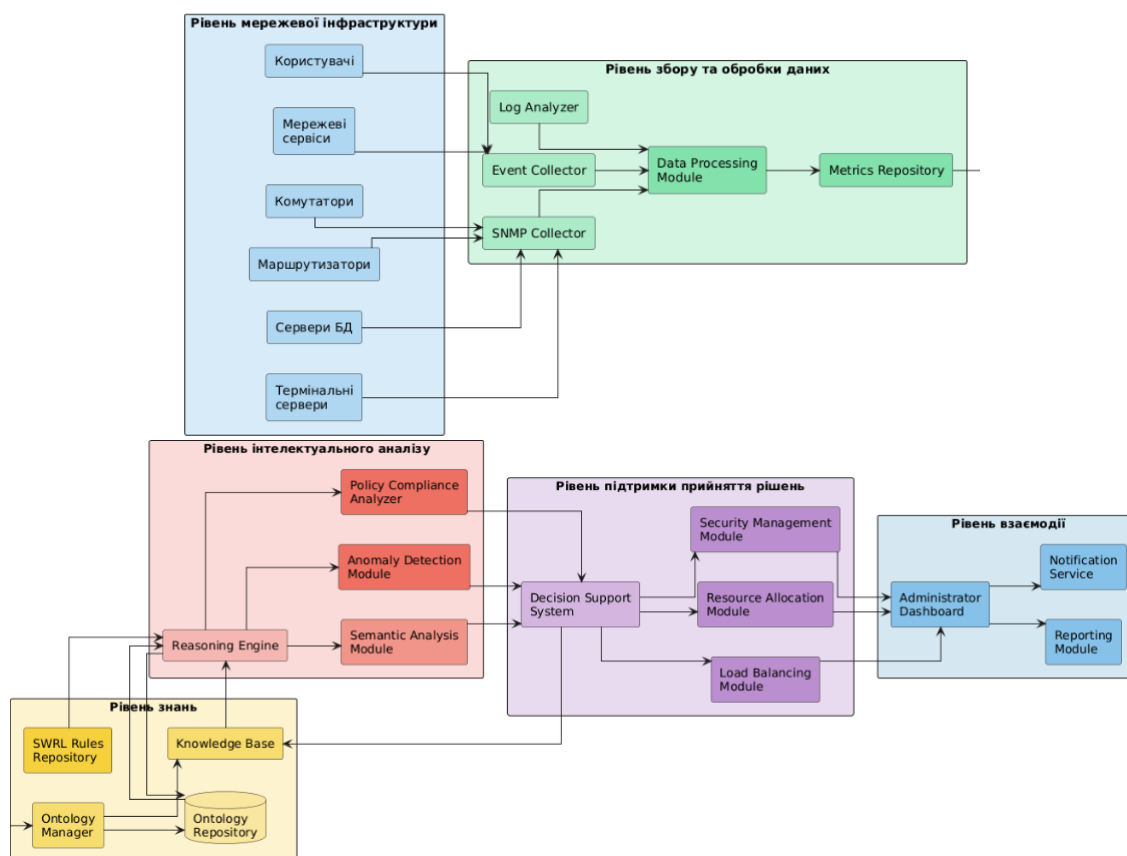 Рівень мережевої інфраструктури
Користувачі
Мережеві
сервіси
Комутатори
Маршрутизатори
Сервери БД
Термінальні
сервери
Рівень збору та обробки даних
Log Analyzer
Event Collector
SNMP Collector
Data Processing
Module
Metrics Repository
Рівень інтелектуального аналізу
Policy Compliance
Analyzer
Anomaly Detection
Module
Reasoning Engine
Semantic Analysis
Module
Рівень підтримки прийняття рішень
Decision Support
System
Security Management
Module
Resource Allocation
Module
Load Balancing
Module
Рівень взаємодії
Administrator
Dashboard
Notification
Service
Reporting
Module
Рівень знань
SWRL Rules
Repository
Knowledge Base
Ontology
Manager
Ontology
Repository